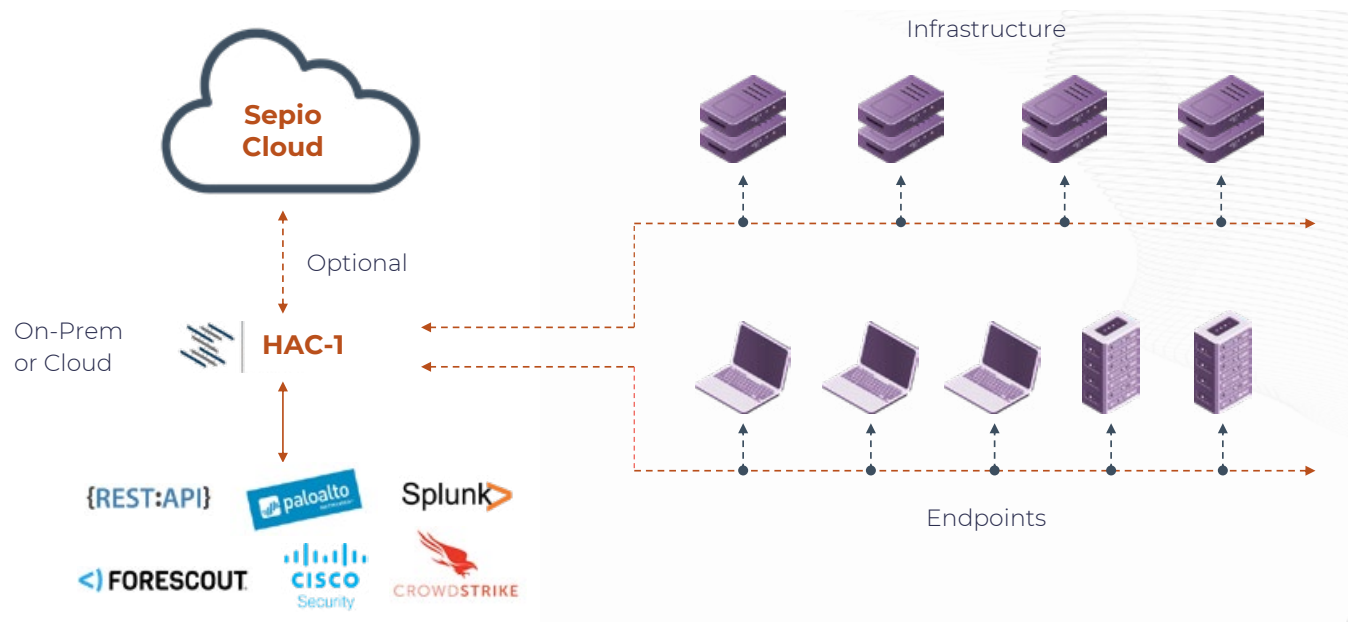 Infrastructure
Sepio
Cloud
Optional
On-Prem
or Cloud
HAC-1
{REST:API}
paloalto
Splunk>
FORESCOUT
CISCO
Security
CROWDSTRIKE
Endpoints